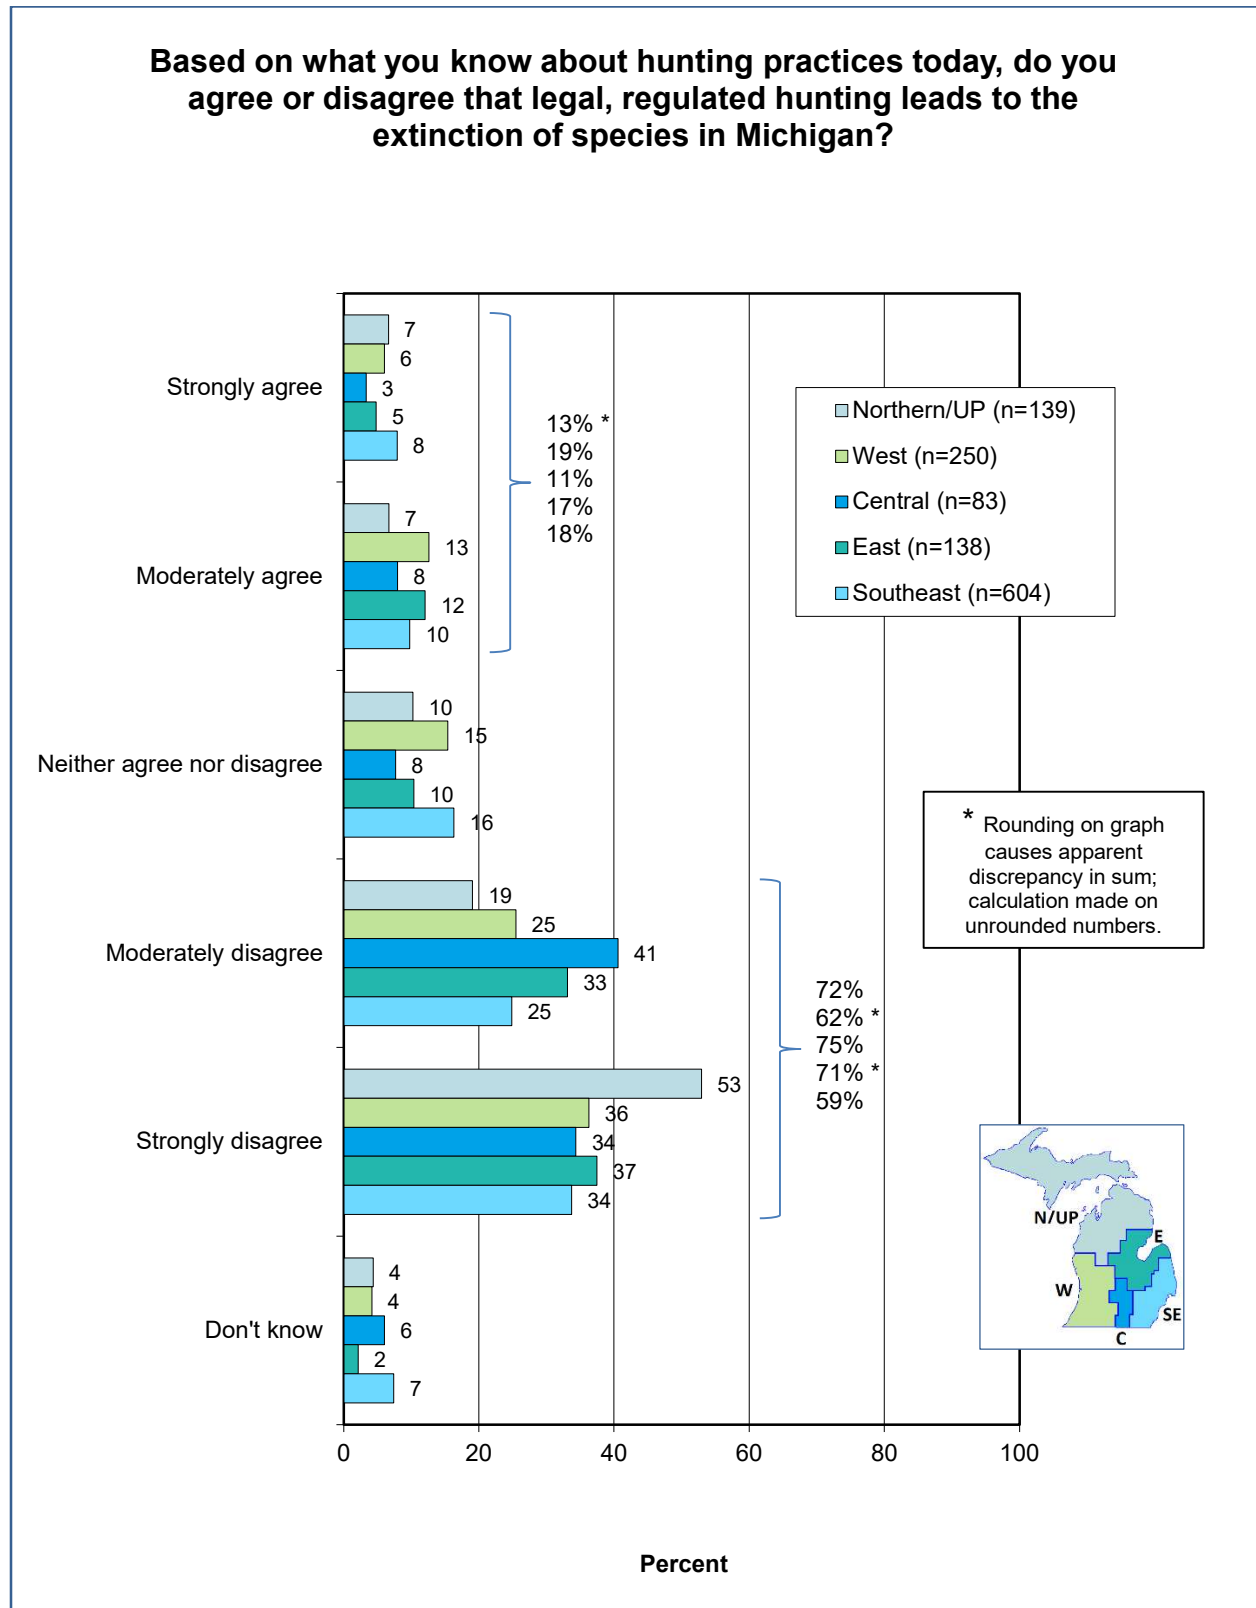 Based on what you know about hunting practices today, do you
agree or disagree that legal, regulated hunting leads to the
extinction of species in Michigan?
Strongly agree
7
6
3
5
8
Moderately agree
7
13
8
12
10
13% *
19%
11%
17%
18%
Northern/UP (n=139)
West (n=250)
Central (n=83)
East (n=138)
Southeast (n=604)
Neither agree nor disagree
10
15
8
10
16
* Rounding on graph
causes apparent
discrepancy in sum;
calculation made on
unrounded numbers.
Moderately disagree
19
25
41
33
25
Strongly disagree
53
36
34
37
34
72%
62% *
75%
71% *
59%
Don't know
4
4
6
2
7
N/UP
E
W
SE
C
0 20 40 60 80 100
Percent